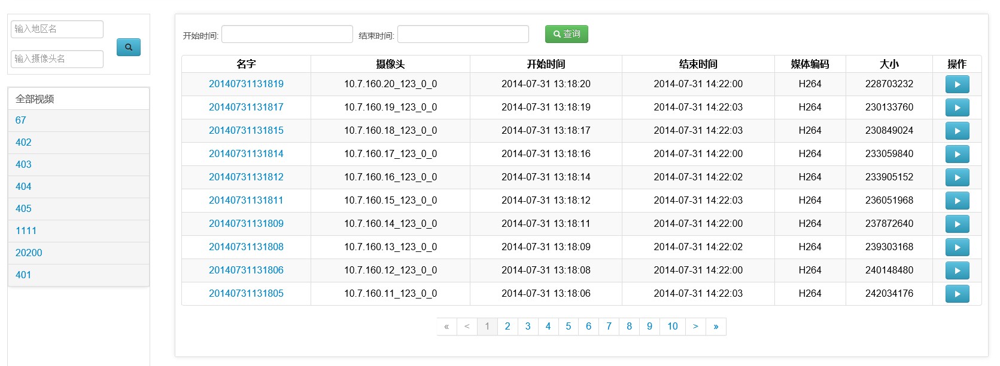 输入地区名
输入摄像头名
全部视频
67
402
403
404
405
1111
20200
401
开始时间: 结束时间: 查询
名字 摄像头 开始时间 结束时间 媒体编码 大小 操作
20140731131819 10.7.160.20_123_0_0 2014-07-31 13:18:20 2014-07-31 14:22:00 H264 228703232
20140731131817 10.7.160.19_123_0_0 2014-07-31 13:18:19 2014-07-31 14:22:03 H264 230133760
20140731131815 10.7.160.18_123_0_0 2014-07-31 13:18:17 2014-07-31 14:22:03 H264 230849024
20140731131814 10.7.160.17_123_0_0 2014-07-31 13:18:16 2014-07-31 14:22:00 H264 233059840
20140731131812 10.7.160.16_123_0_0 2014-07-31 13:18:14 2014-07-31 14:22:02 H264 233905152
20140731131811 10.7.160.15_123_0_0 2014-07-31 13:18:12 2014-07-31 14:22:03 H264 236051968
20140731131809 10.7.160.14_123_0_0 2014-07-31 13:18:11 2014-07-31 14:22:00 H264 237872640
20140731131808 10.7.160.13_123_0_0 2014-07-31 13:18:09 2014-07-31 14:22:02 H264 239303168
20140731131806 10.7.160.12_123_0_0 2014-07-31 13:18:08 2014-07-31 14:22:00 H264 240148480
20140731131805 10.7.160.11_123_0_0 2014-07-31 13:18:06 2014-07-31 14:22:03 H264 242034176
« < 1 2 3 4 5 6 7 8 9 10 > »